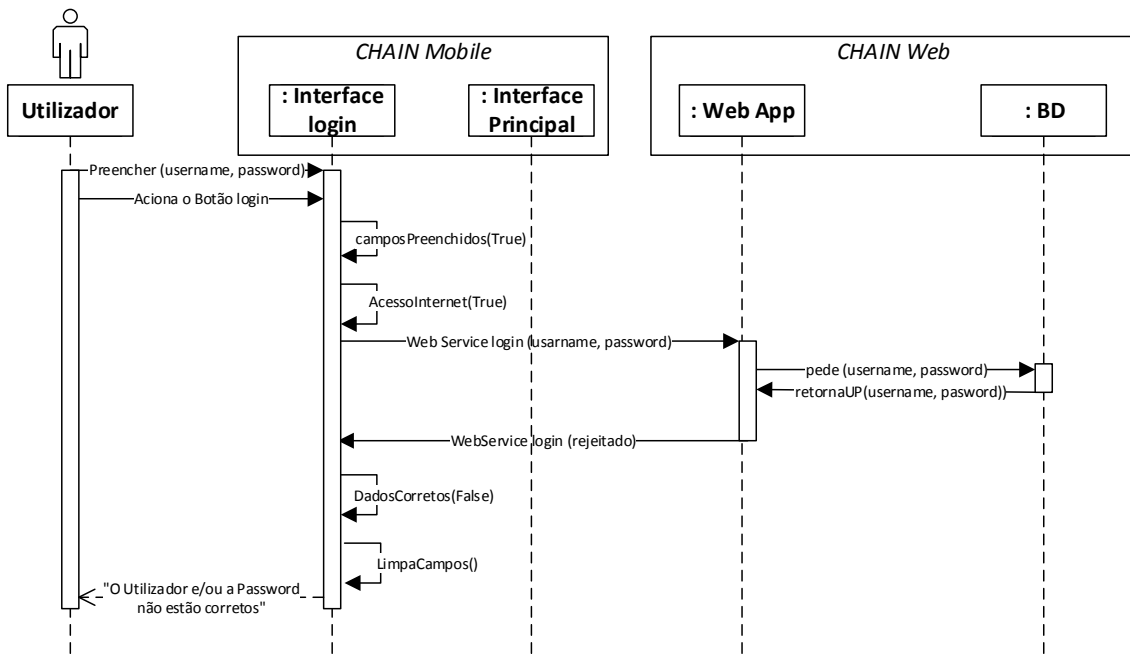 CHAIN Mobile
CHAIN Web
Utilizador
: Interface
login
: Interface
Principal
: Web App
: BD
Preencher (username, password)
Aciona o Botão login
camposPreenchidos(True)
AcessoInternet(True)
Web Service login (usarname, password)
pede (username, password)
retornaUP(username, pasword))
WebService login (rejeitado)
DadosCorretos(False)
LimpaCampos()
"O Utilizador e/ou a Password
não estão corretos"